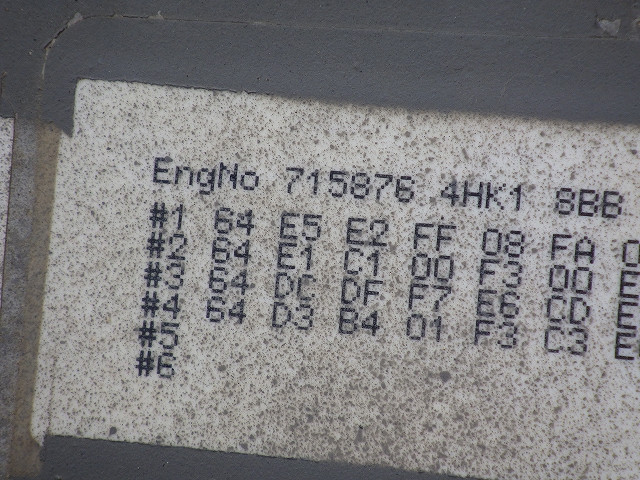 EngNo 715876 4HK1 8BB
#1 64 E5 E2 FF 08 FA 0
#2 64 E1 C1 00 F3 00 E
#3 64 DC DF F7 E6 CD E
#4 64 D3 B4 01 F3 C3 E
#5
#6